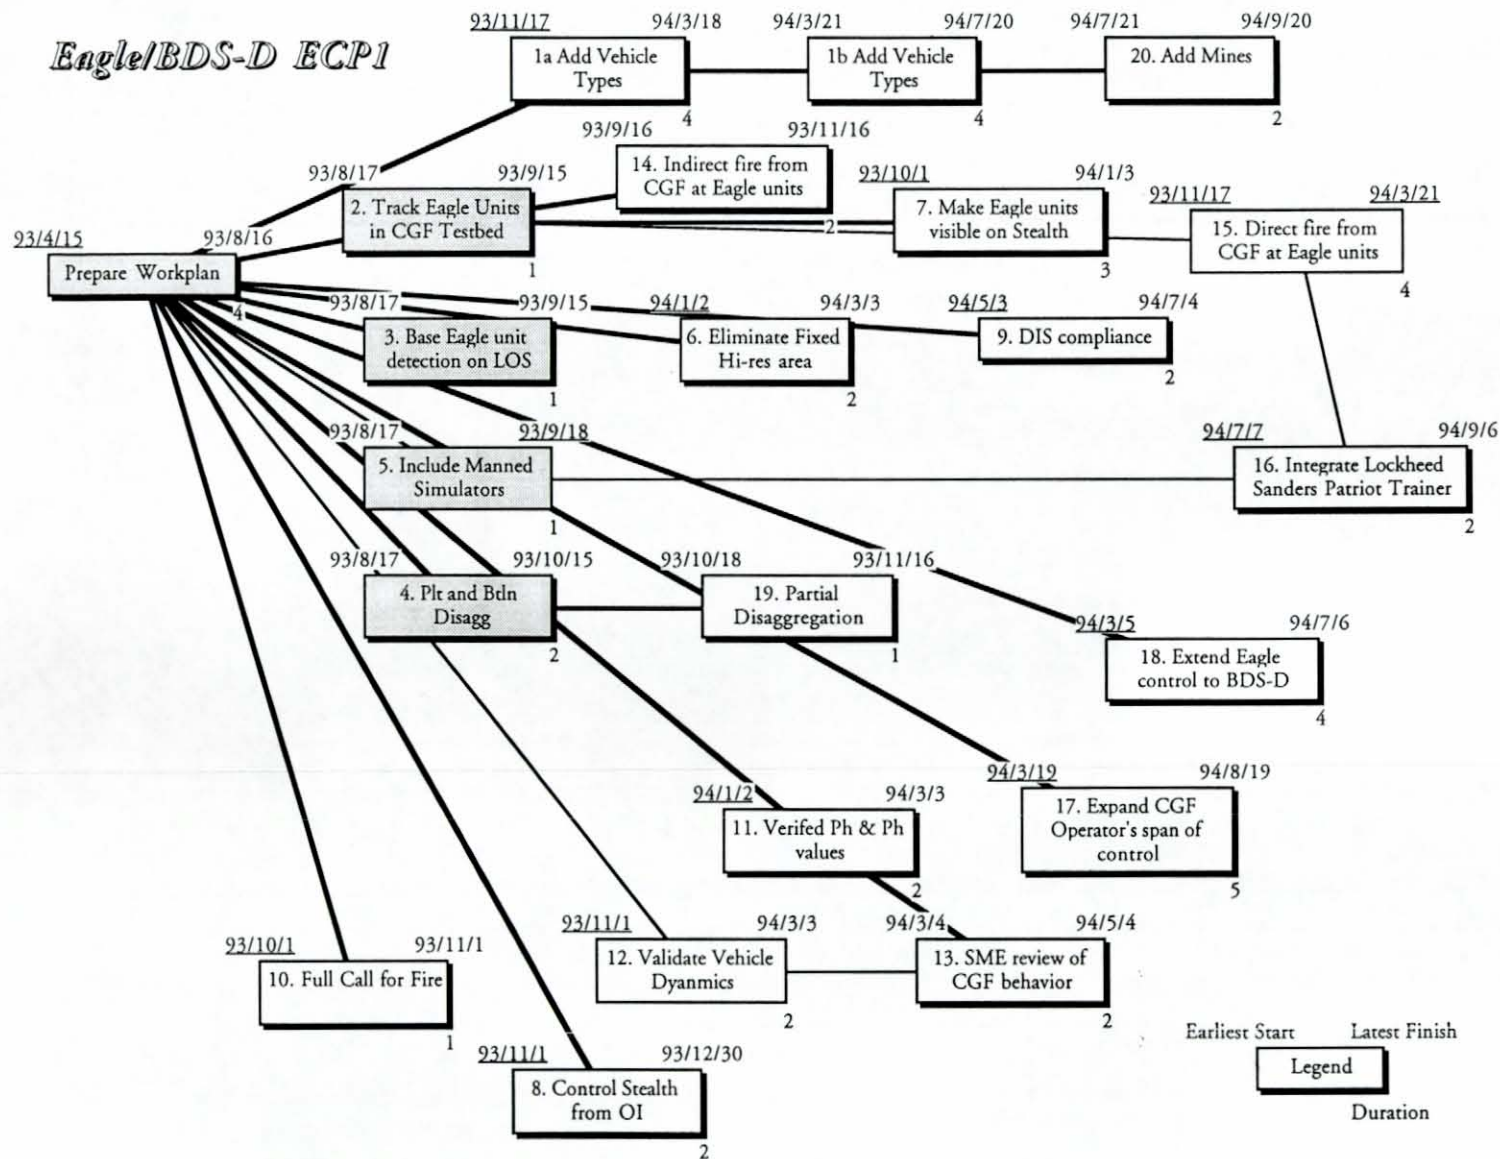 Eagle/BDS-D ECP1
93/11/17 94/3/18
1a Add Vehicle
Types
4
94/3/21 94/7/20
1b Add Vehicle
Types
4
94/7/21 94/9/20
20. Add Mines
2
93/9/16 93/11/16
14. Indirect fire from
CGF at Eagle units
2
93/8/17 93/9/15
2. Track Eagle Units
in CGF Testbed
1
93/10/1 94/1/3
7. Make Eagle units
visible on Stealth
3
93/11/17 94/3/21
15. Direct fire from
CGF at Eagle units
4
93/4/15 93/8/16
Prepare Workplan
4
93/8/17 93/9/15
3. Base Eagle unit
detection on LOS
1
94/1/2 94/3/3
6. Eliminate Fixed
Hi-res area
2
94/5/3 94/7/4
9. DIS compliance
2
93/8/17 93/9/18
5. Include Manned
Simulators
1
94/7/7 94/9/6
16. Integrate Lockheed
Sanders Patriot Trainer
2
93/8/17 93/10/15
4. Plt and Btln
Disagg
2
93/10/18 93/11/16
19. Partial
Disaggregation
1
94/3/5 94/7/6
18. Extend Eagle
control to BDS-D
4
94/3/19 94/8/19
17. Expand CGF
Operator's span of
control
5
94/1/2 94/3/3
11. Verifed Ph & Ph
values
2
93/11/1 94/3/3
12. Validate Vehicle
Dyanmics
2
94/3/4 94/5/4
13. SME review of
CGF behavior
2
93/10/1 93/11/1
10. Full Call for Fire
1
93/11/1 93/12/30
8. Control Stealth
from OI
2
Earliest Start Latest Finish
Legend
Duration